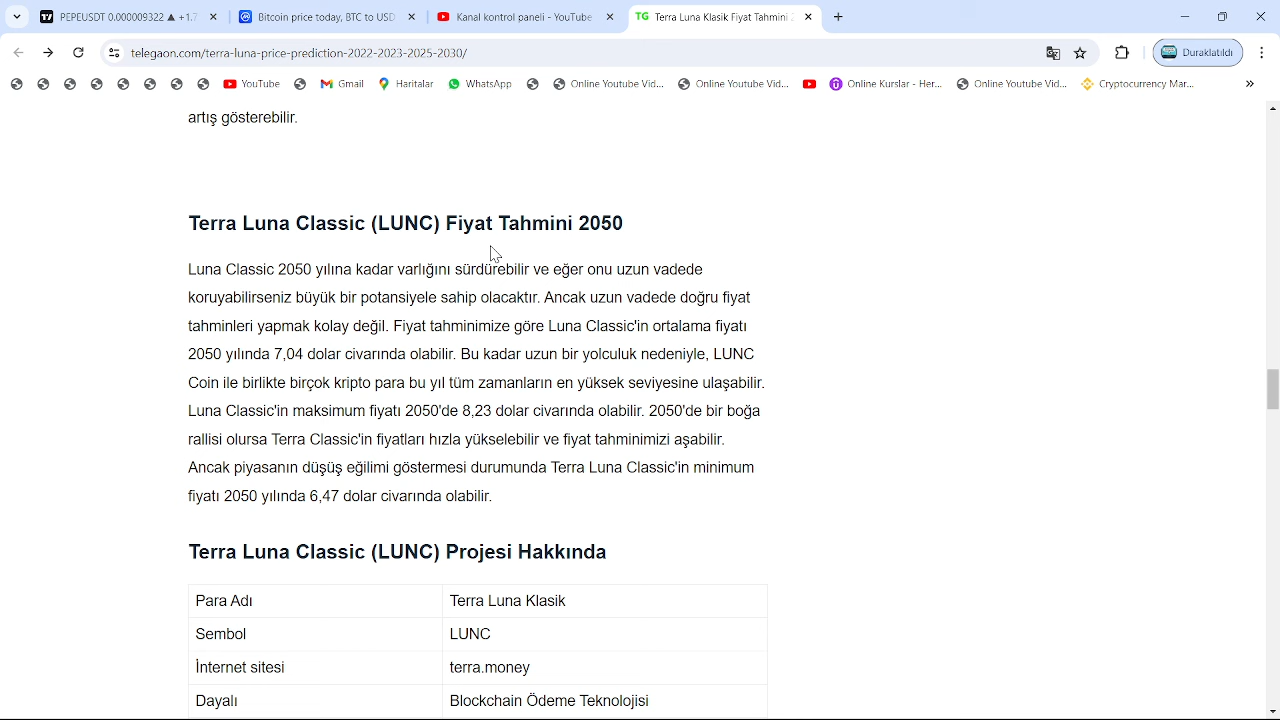 PEPEUSDT 0.000009322 ▲ +1.7
Bitcoin price today, BTC to USD
Kanal kontrol paneli - YouTube
TG Terra Luna Klasik Fiyat Tahmini 2
telegaon.com/terra-luna-price-prediction-2022-2023-2025-2030/
Duraklatıldı
YouTube
Gmail
Haritalar
WhatsApp
Online Youtube Vid...
Online Youtube Vid...
Online Kurslar - Her...
Online Youtube Vid...
Cryptocurrency Mar...
artış gösterebilir.
Terra Luna Classic (LUNC) Fiyat Tahmini 2050
Luna Classic 2050 yılına kadar varlığını sürdürebilir ve eğer onu uzun vadede
koruyabilirseniz büyük bir potansiyele sahip olacaktır. Ancak uzun vadede doğru fiyat
tahminleri yapmak kolay değil. Fiyat tahminimize göre Luna Classic'in ortalama fiyatı
2050 yılında 7,04 dolar civarında olabilir. Bu kadar uzun bir yolculuk nedeniyle, LUNC
Coin ile birlikte birçok kripto para bu yıl tüm zamanların en yüksek seviyesine ulaşabilir.
Luna Classic'in maksimum fiyatı 2050'de 8,23 dolar civarında olabilir. 2050'de bir boğa
rallisi olursa Terra Classic'in fiyatları hızla yükselebilir ve fiyat tahminimizi aşabilir.
Ancak piyasanın düşüş eğilimi göstermesi durumunda Terra Luna Classic'in minimum
fiyatı 2050 yılında 6,47 dolar civarında olabilir.
Terra Luna Classic (LUNC) Projesi Hakkında
Para Adı Terra Luna Klasik
Sembol LUNC
İnternet sitesi terra.money
Dayalı Blockchain Ödeme Teknolojisi